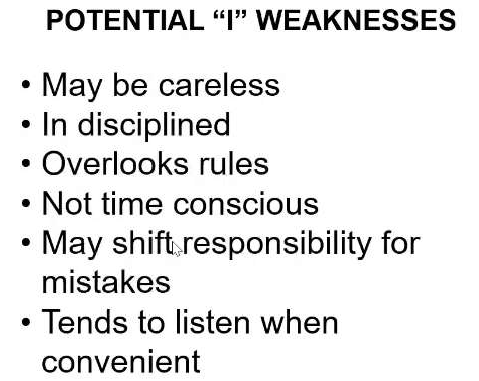 POTENTIAL “I” WEAKNESSES
• May be careless
• In disciplined
• Overlooks rules
• Not time conscious
• May shift responsibility for
mistakes
• Tends to listen when
convenient